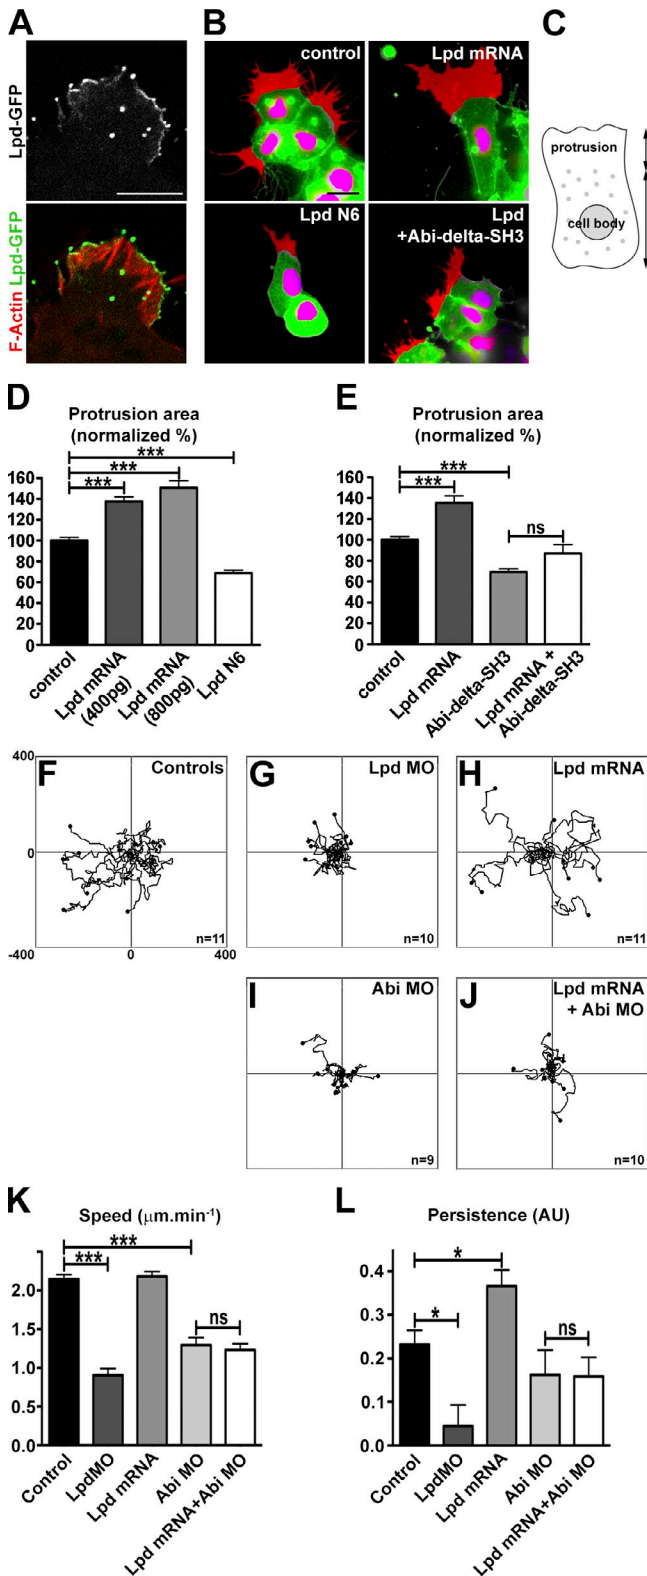 A
Lpd-GFP
F-Actin Lpd-GFP
B
control
Lpd mRNA
Lpd N6
Lpd
+Abi-delta-SH3
C
protrusion
cell body
D
Protrusion area
(normalized %)
***
***
***
160
140
120
100
80
60
40
20
0
control
Lpd mRNA
(400pg)
Lpd mRNA
(800pg)
Lpd N6
E
Protrusion area
(normalized %)
***
***
ns
160
140
120
100
80
60
40
20
0
control
Lpd mRNA
Abi-delta-SH3
Lpd mRNA +
Abi-delta-SH3
400
F
Controls
0
n=11
-400
0
400
G
Lpd MO
n=10
H
Lpd mRNA
n=11
I
Abi MO
n=9
J
Lpd mRNA
+ Abi MO
n=10
K
Speed (μm.min-1)
***
***
ns
2.0
1.5
1.0
0.5
0.0
Control
LpdMO
Lpd mRNA
Abi MO
Lpd mRNA+Abi MO
L
Persistence (AU)
*
*
ns
0.4
0.3
0.2
0.1
0.0
Control
LpdMO
Lpd mRNA
Abi MO
Lpd mRNA+Abi MO